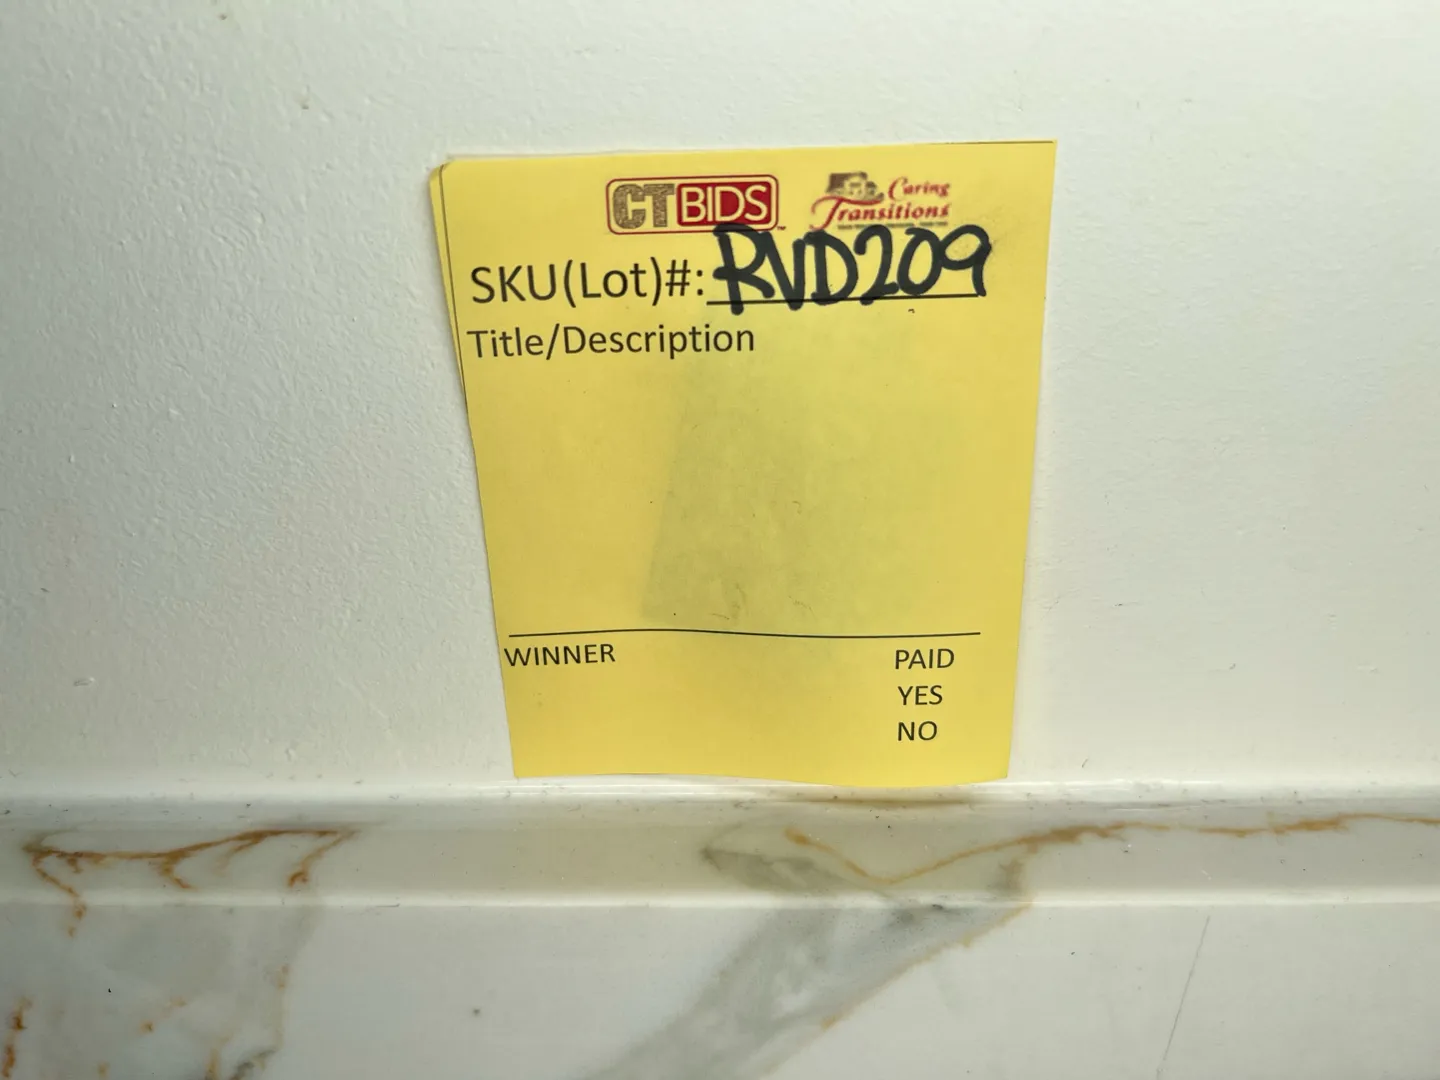 CTBIDS
Caring
Transitions
SKU(Lot)#: RVD209
Title/Description
WINNER
PAID
YES
NO